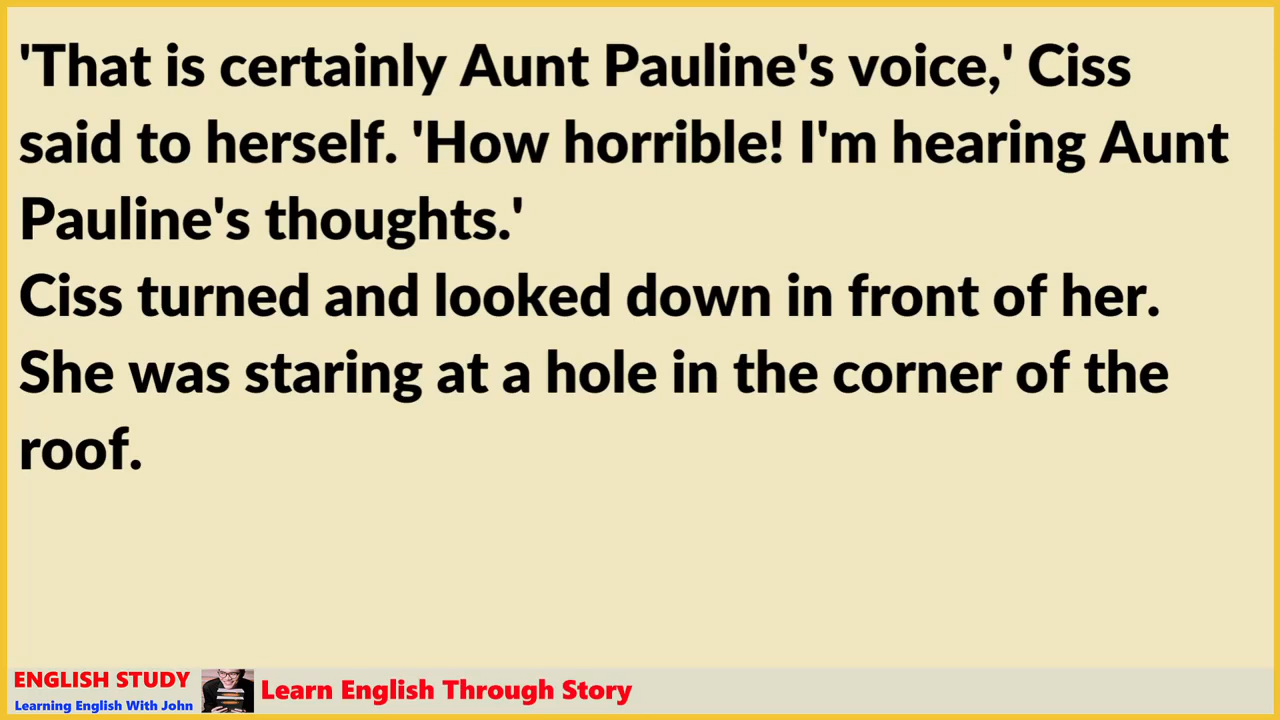 'That is certainly Aunt Pauline's voice,' Ciss
said to herself. 'How horrible! I'm hearing Aunt
Pauline's thoughts.'
Ciss turned and looked down in front of her.
She was staring at a hole in the corner of the
roof.
ENGLISH STUDY
Learning English With John
Learn English Through Story